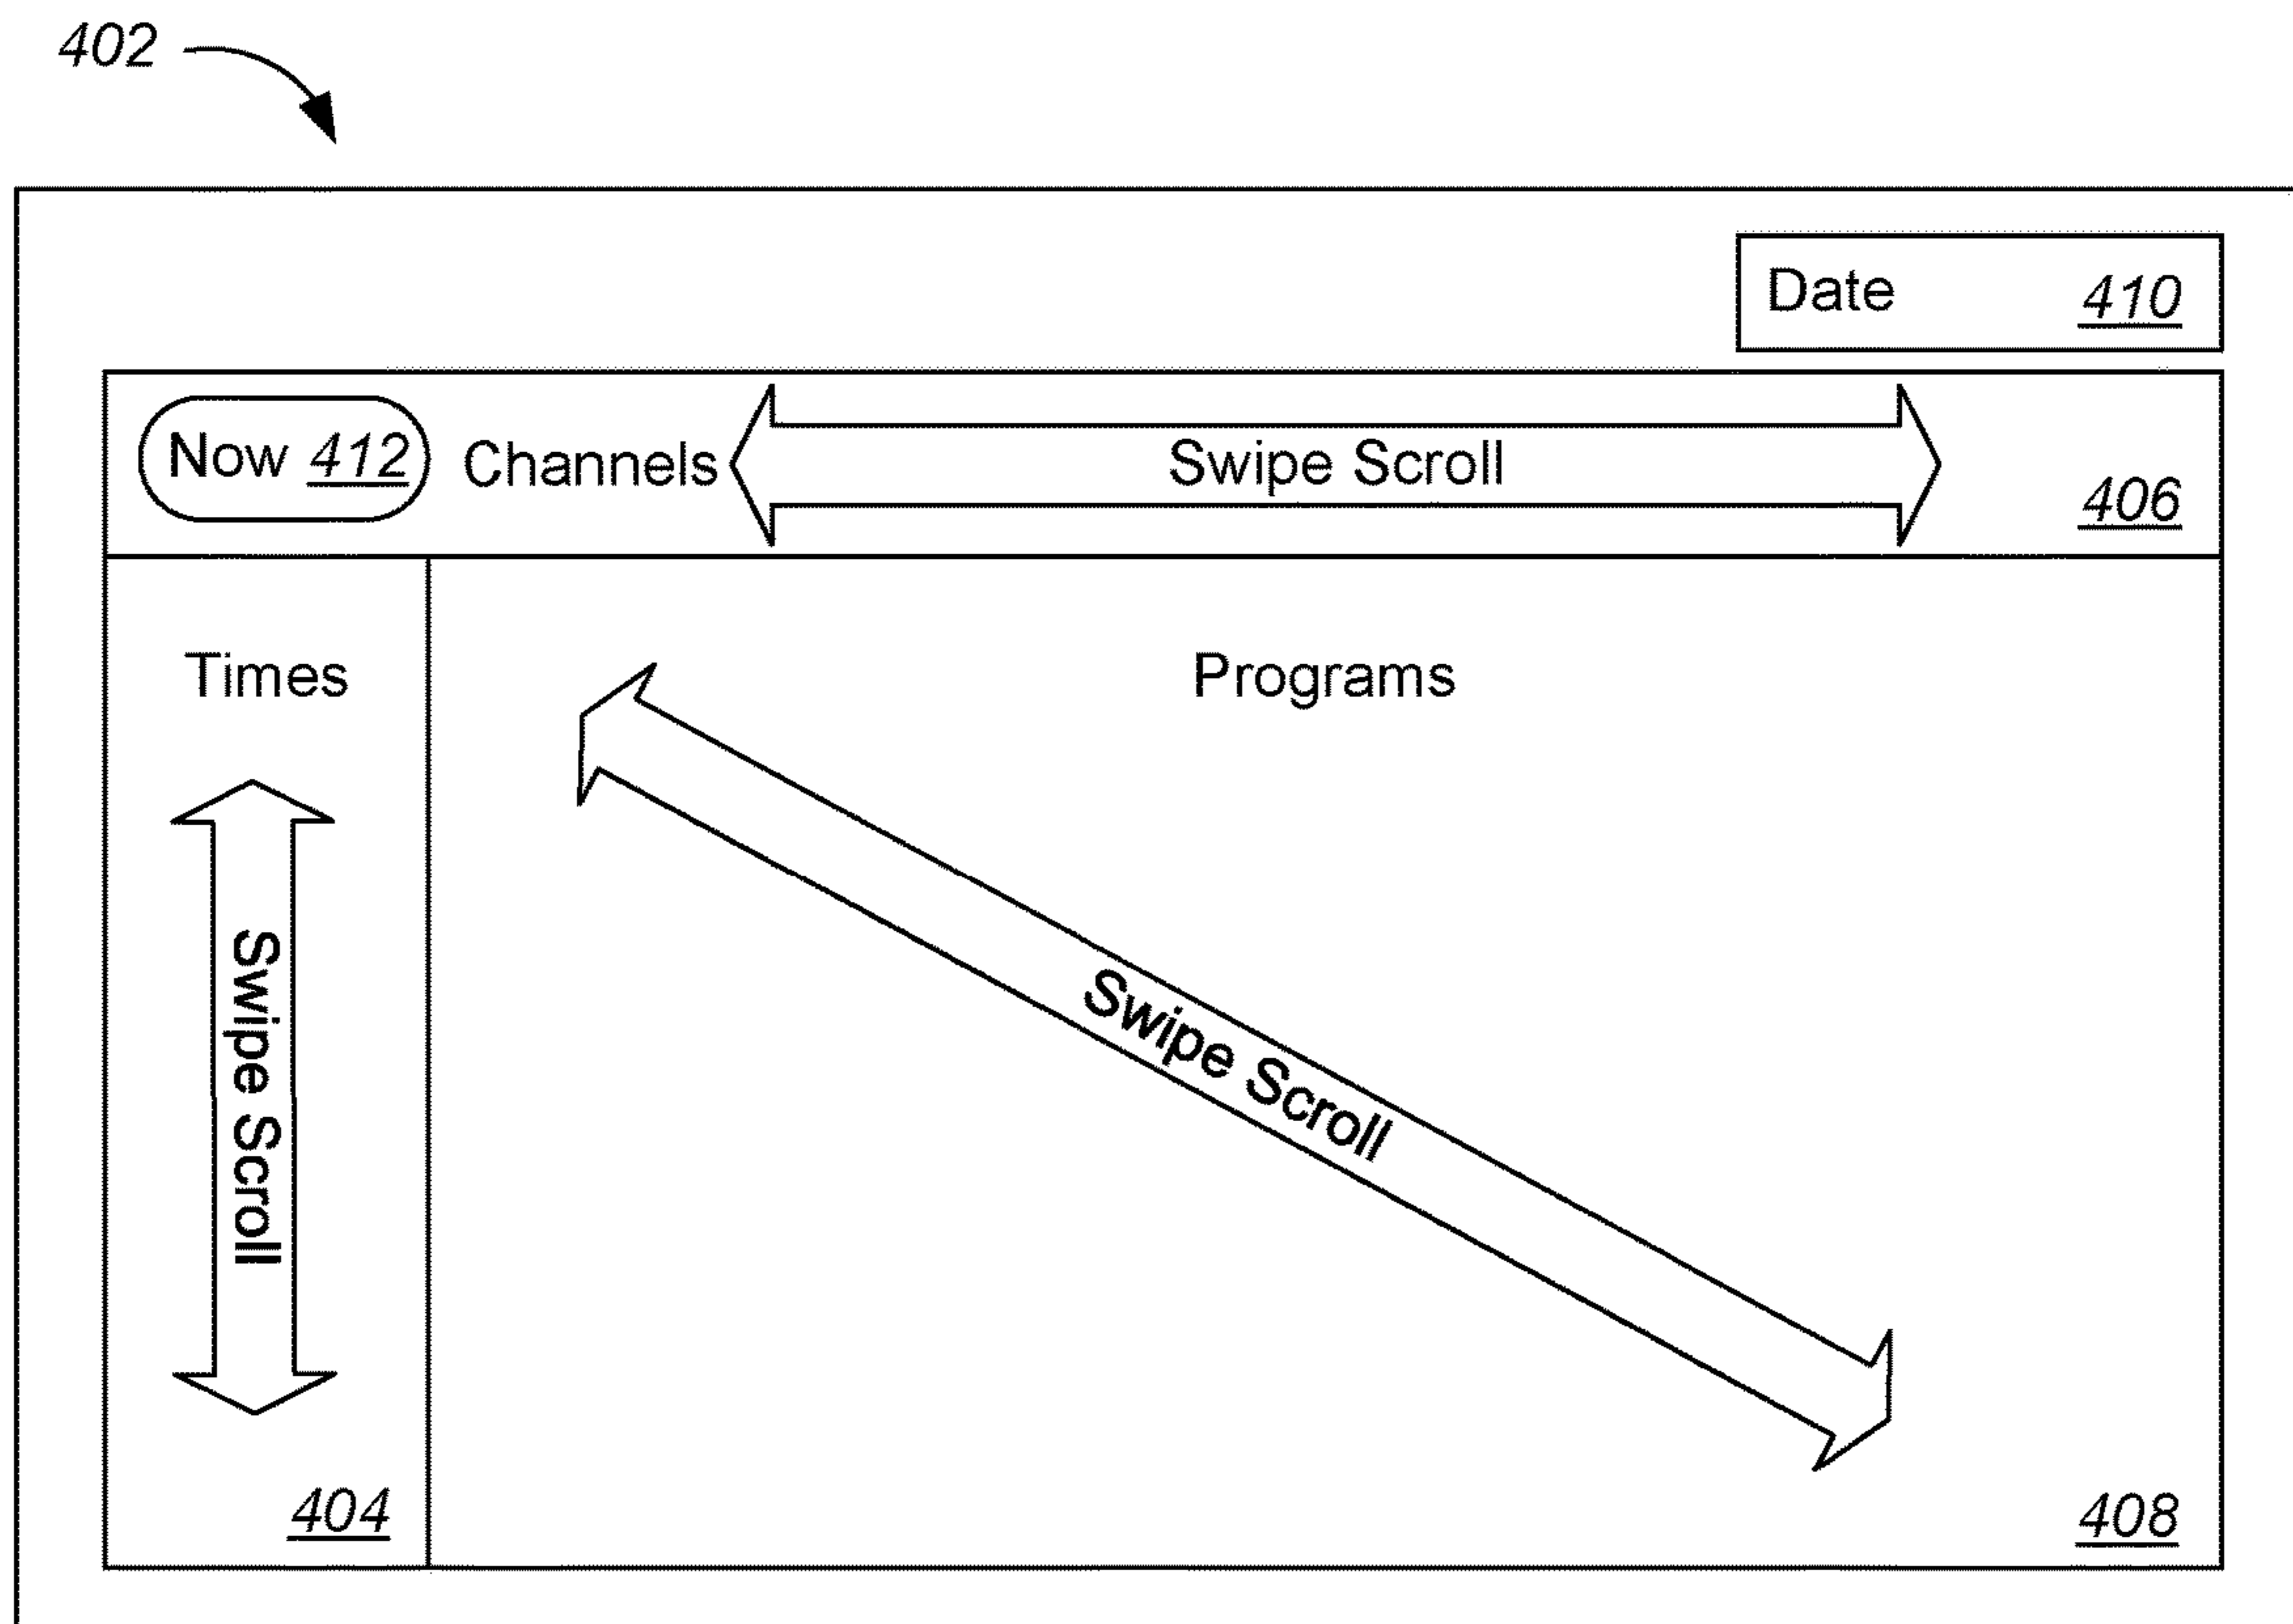 402
Date 410
Now 412 Channels Swipe Scroll 406
Times
Programs
Swipe Scroll
Swipe Scroll
404
408